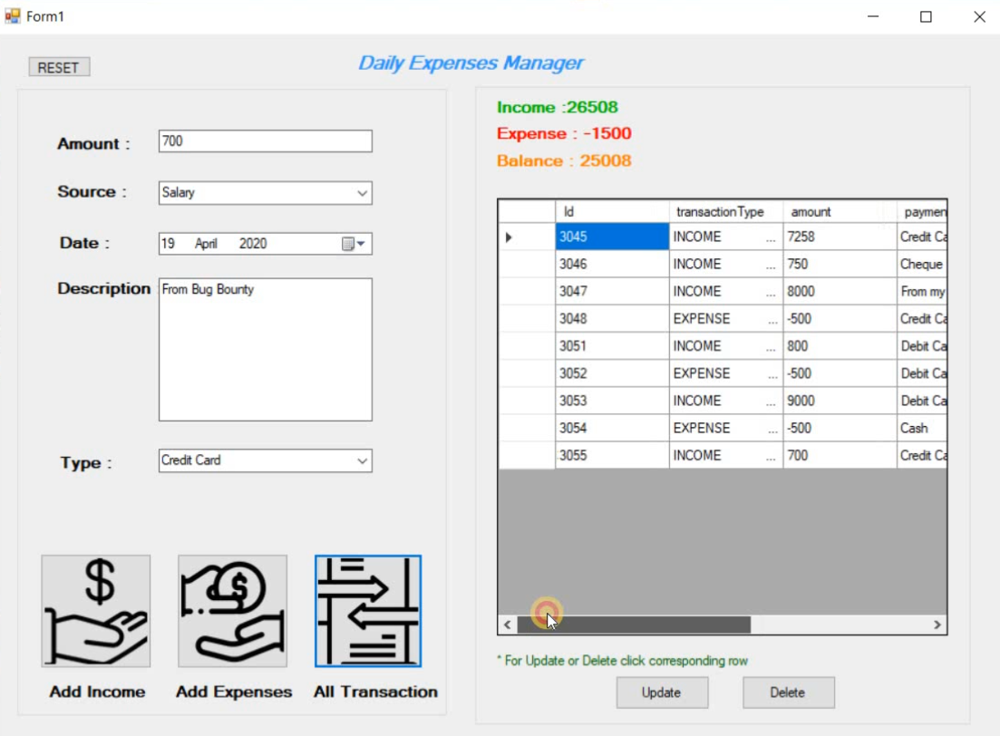 Form1
RESET
Daily Expenses Manager
Amount :
700
Source :
Salary
Date :
19 April 2020
Description
From Bug Bounty
Type :
Credit Card
Add Income
Add Expenses
All Transaction
Income :26508
Expense : -1500
Balance : 25008
Id transactionType amount paymen
3045 INCOME ... 7258 Credit Ca
3046 INCOME ... 750 Cheque
3047 INCOME ... 8000 From my
3048 EXPENSE ... -500 Credit Ca
3051 INCOME ... 800 Debit Ca
3052 EXPENSE ... -500 Debit Ca
3053 INCOME ... 9000 Debit Ca
3054 EXPENSE ... -500 Cash
3055 INCOME ... 700 Credit Ca
* For Update or Delete click corresponding row
Update
Delete